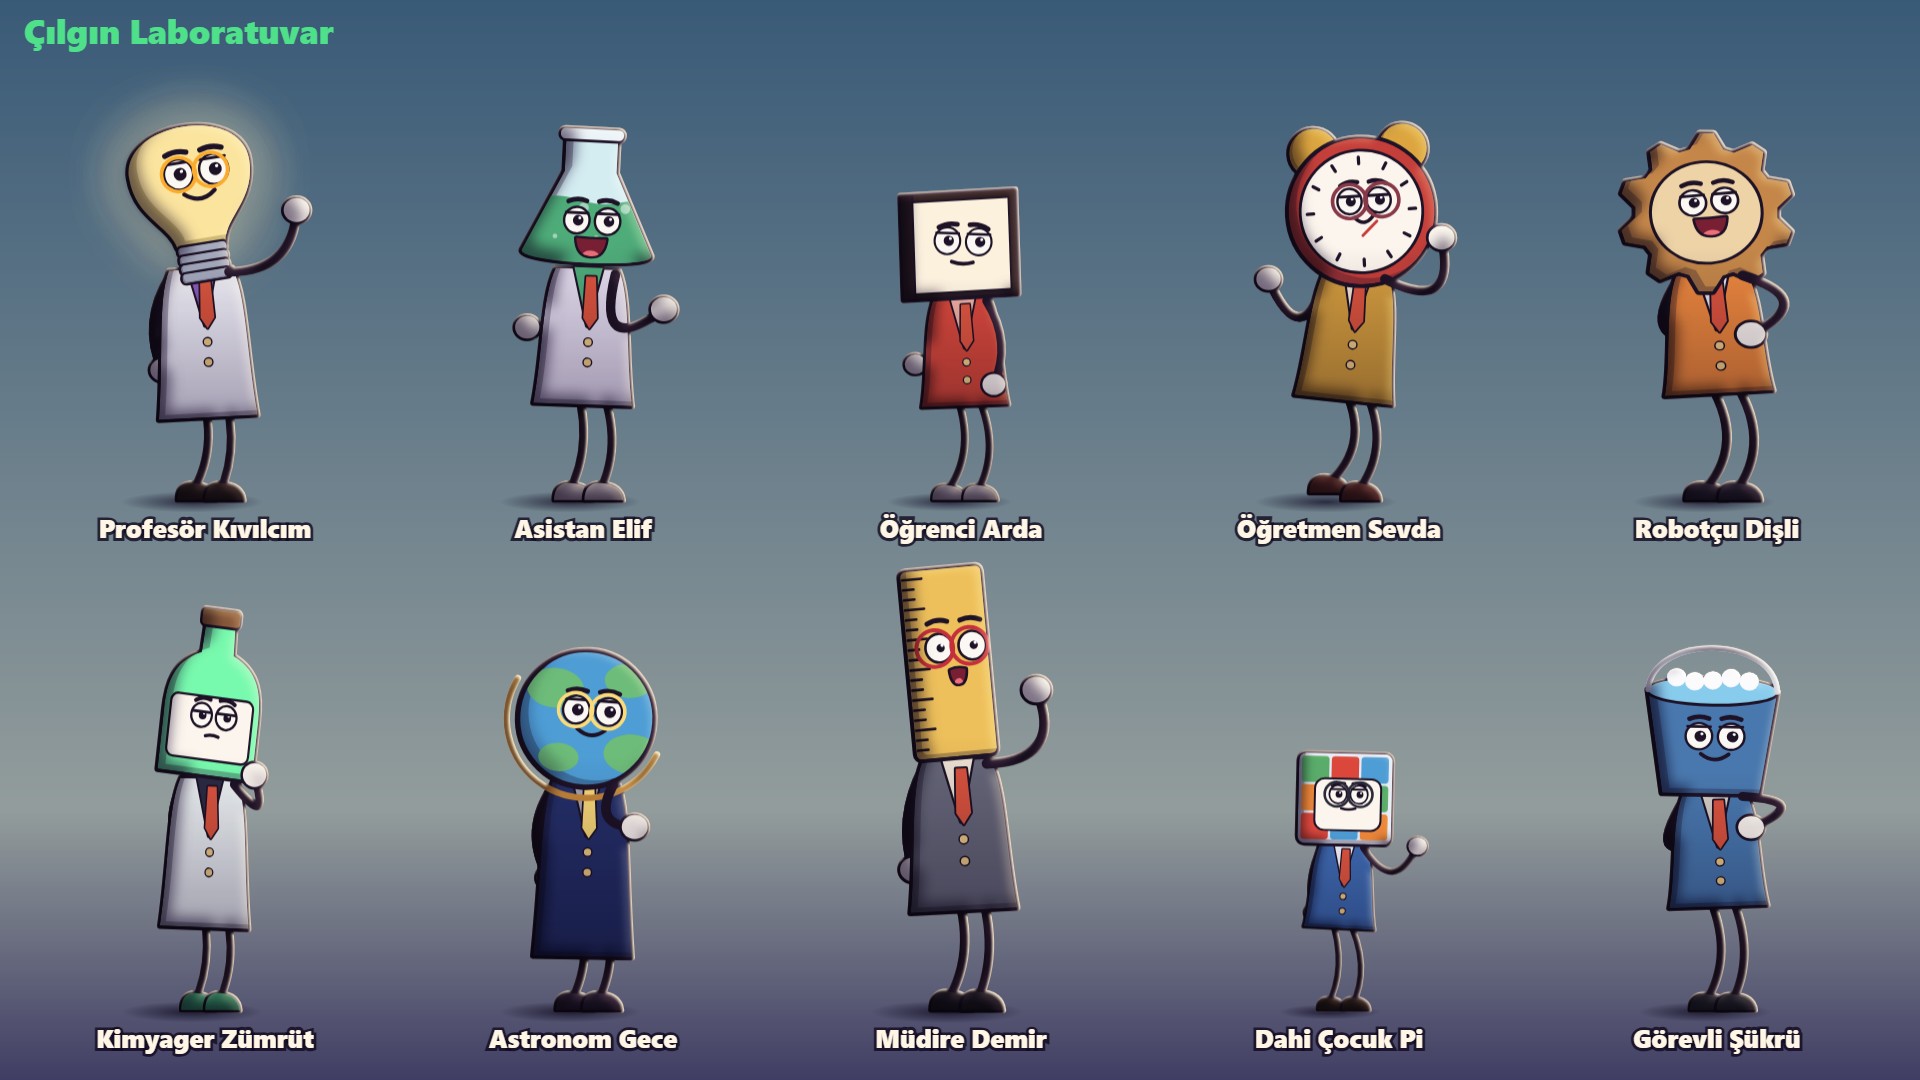 Çılgın Laboratuvar
Profesör Kıvılcım
Asistan Elif
Öğrenci Arda
Öğretmen Sevda
Robotçu Dişli
Kimyager Zümrüt
Astronom Gece
Müdire Demir
Dahi Çocuk Pi
Görevli Şükrü